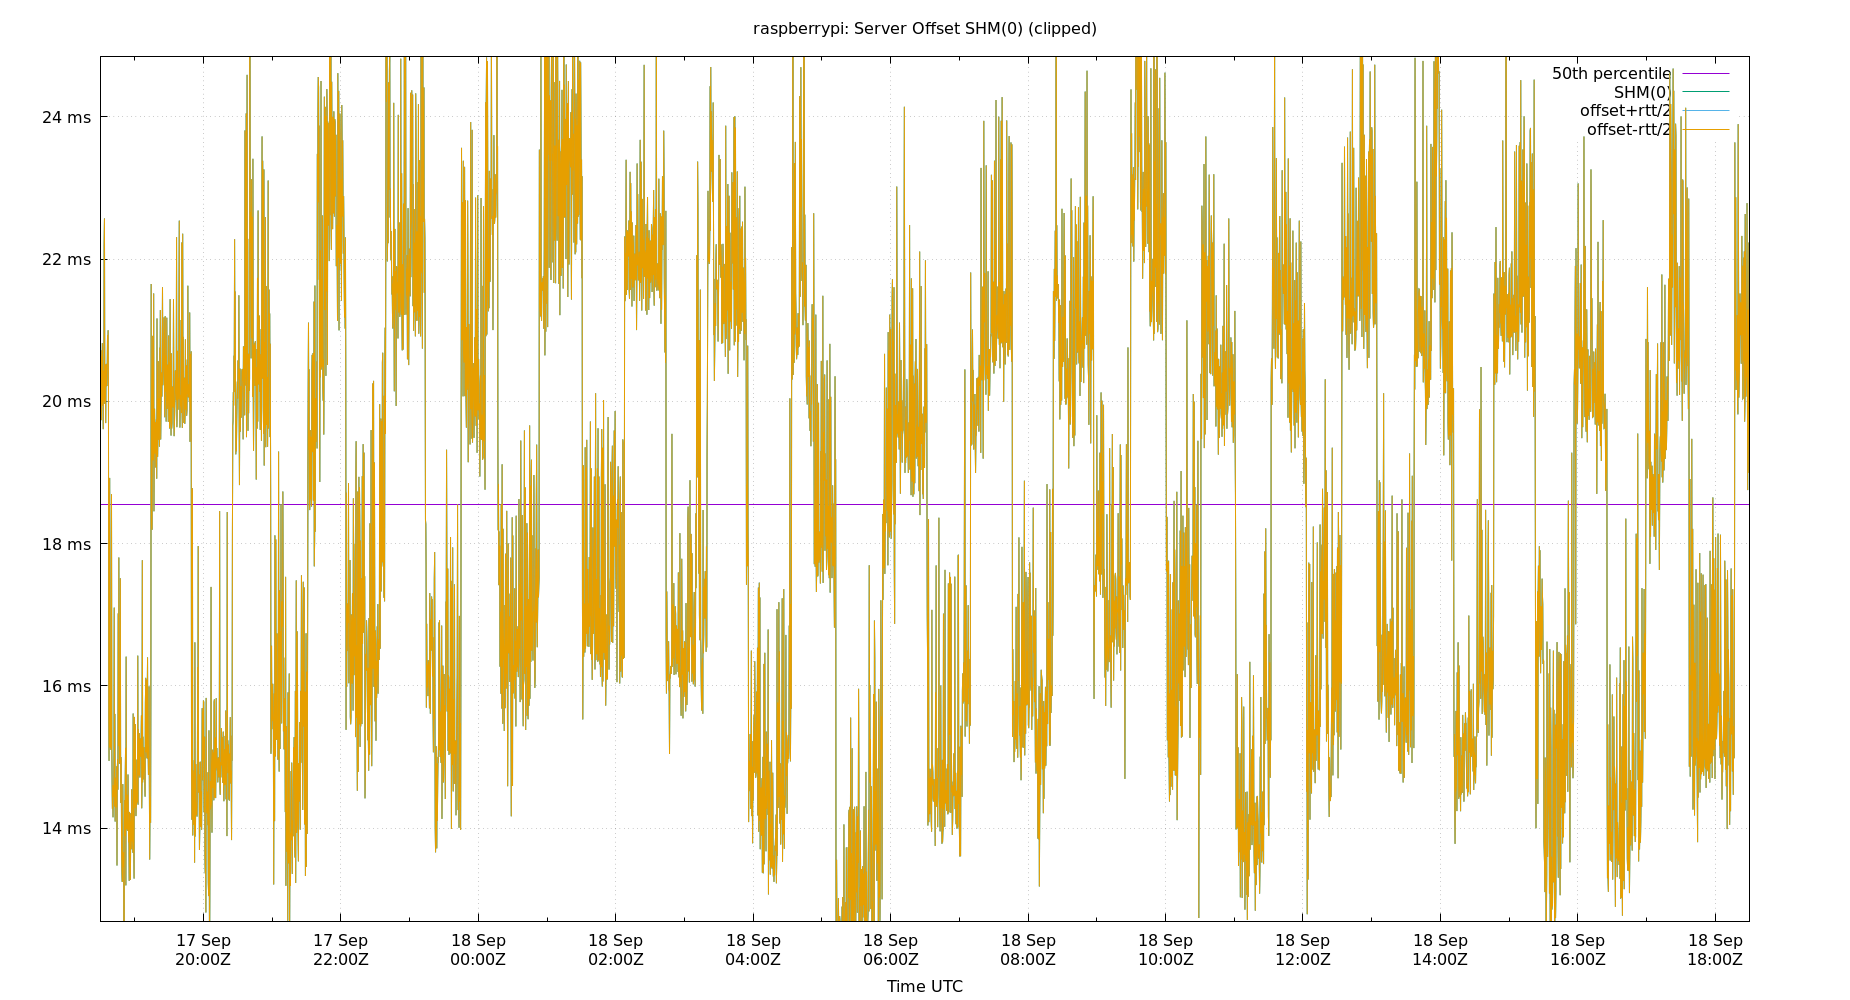 raspberrypi: Server Offset SHM(0) (clipped)
50th percentile
SHM(0)
offset+rtt/2
offset-rtt/2
24 ms
22 ms
20 ms
18 ms
16 ms
14 ms
17 Sep 17 Sep 18 Sep 18 Sep 18 Sep 18 Sep 18 Sep 18 Sep 18 Sep 18 Sep 18 Sep 18 Sep
20:00Z 22:00Z 00:00Z 02:00Z 04:00Z 06:00Z 08:00Z 10:00Z 12:00Z 14:00Z 16:00Z 18:00Z
Time UTC